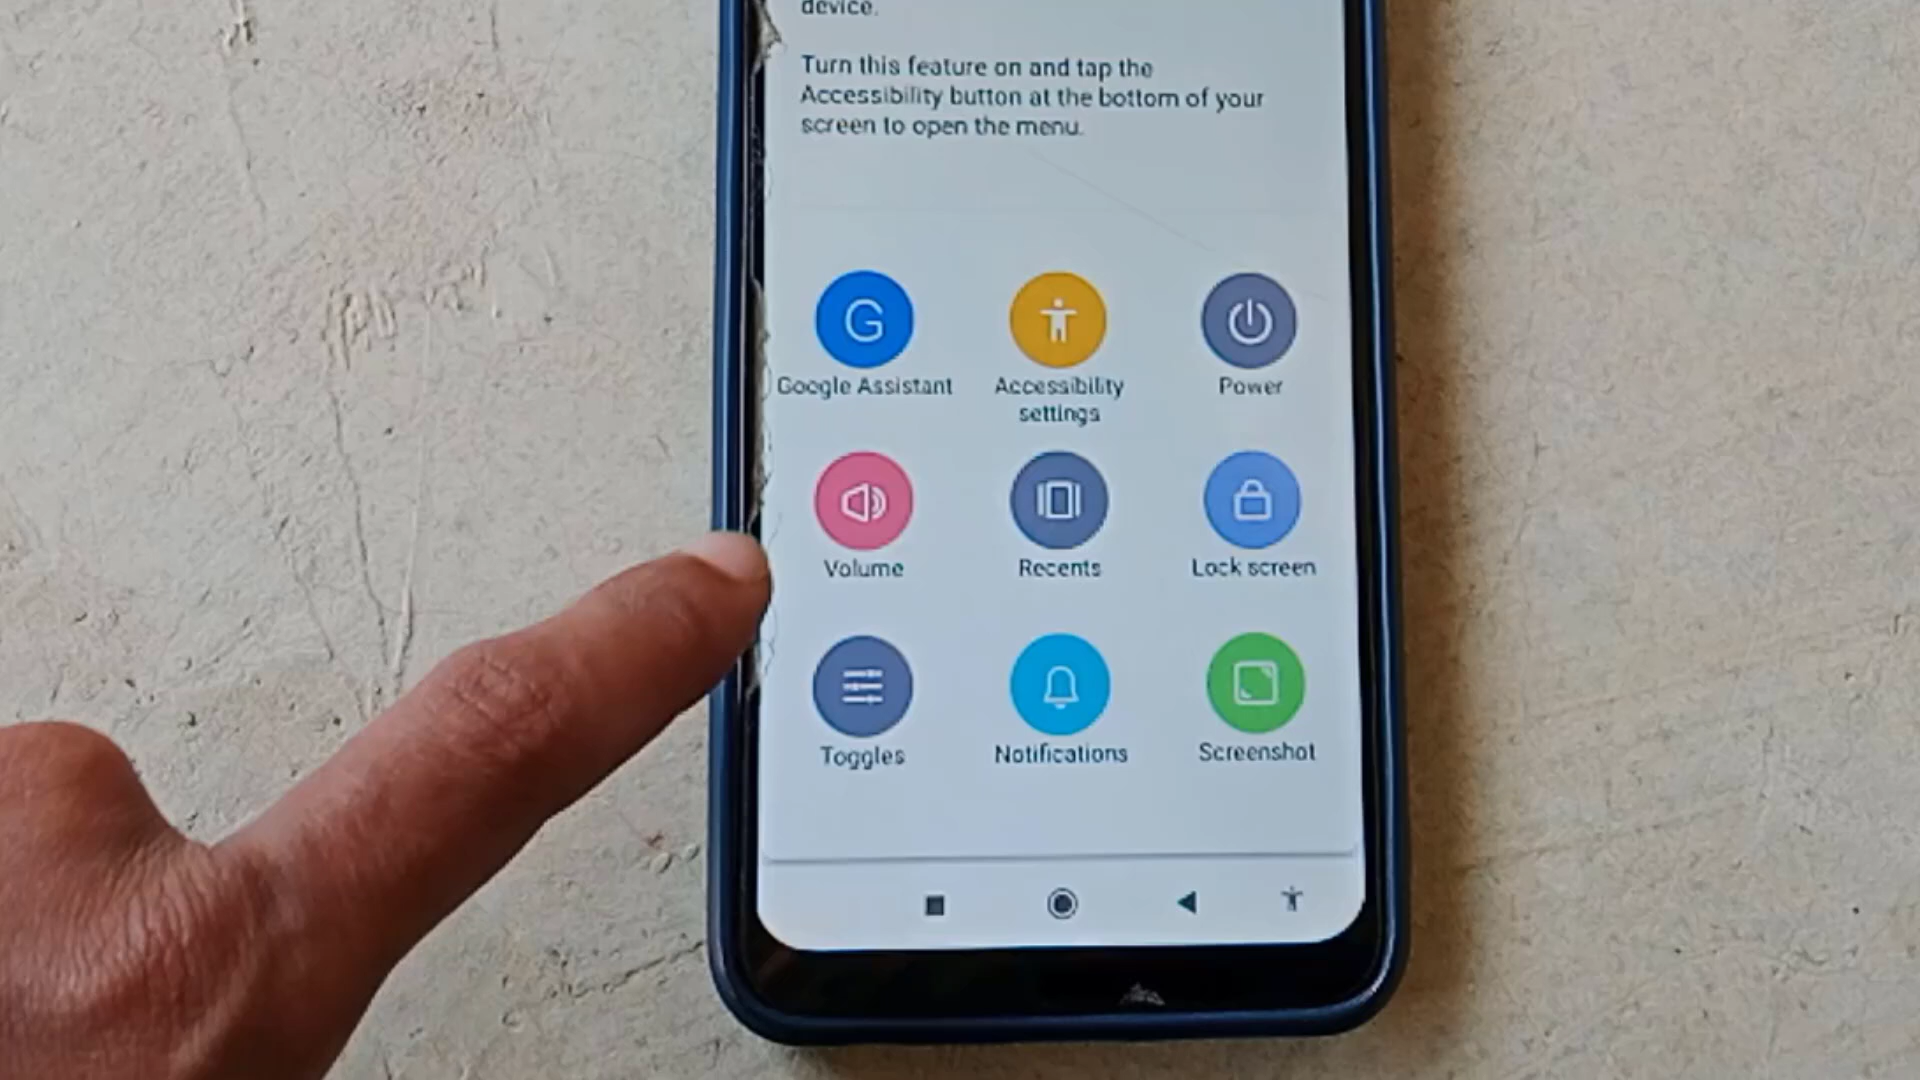 device.
Turn this feature on and tap the
Accessibility button at the bottom of your
screen to open the menu.
G
Google Assistant
Accessibility
settings
Power
Volume
Recents
Lock screen
Toggles
Notifications
Screenshot